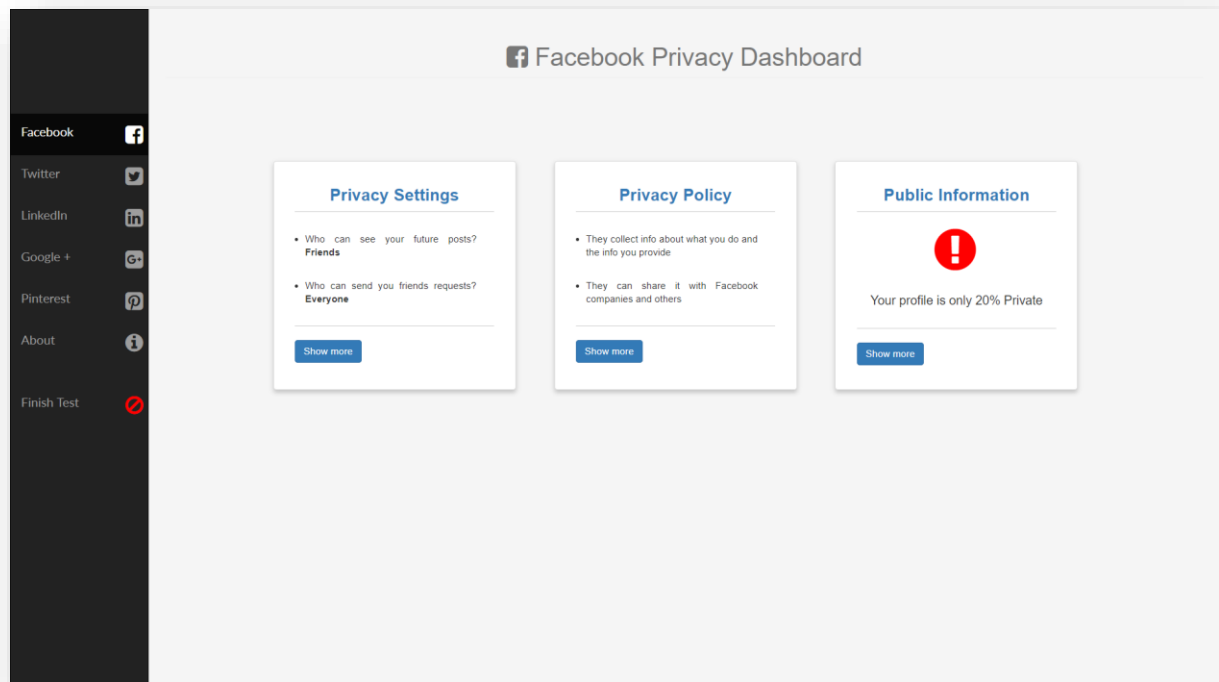 Facebook Privacy Dashboard
Facebook
Twitter
LinkedIn
Google +
Pinterest
About
Finish Test
Privacy Settings
Who can see your future posts?
Friends
Who can send you friends requests?
Everyone
Show more
Privacy Policy
They collect info about what you do and
the info you provide
They can share it with Facebook
companies and others
Show more
Public Information
Your profile is only 20% Private
Show more